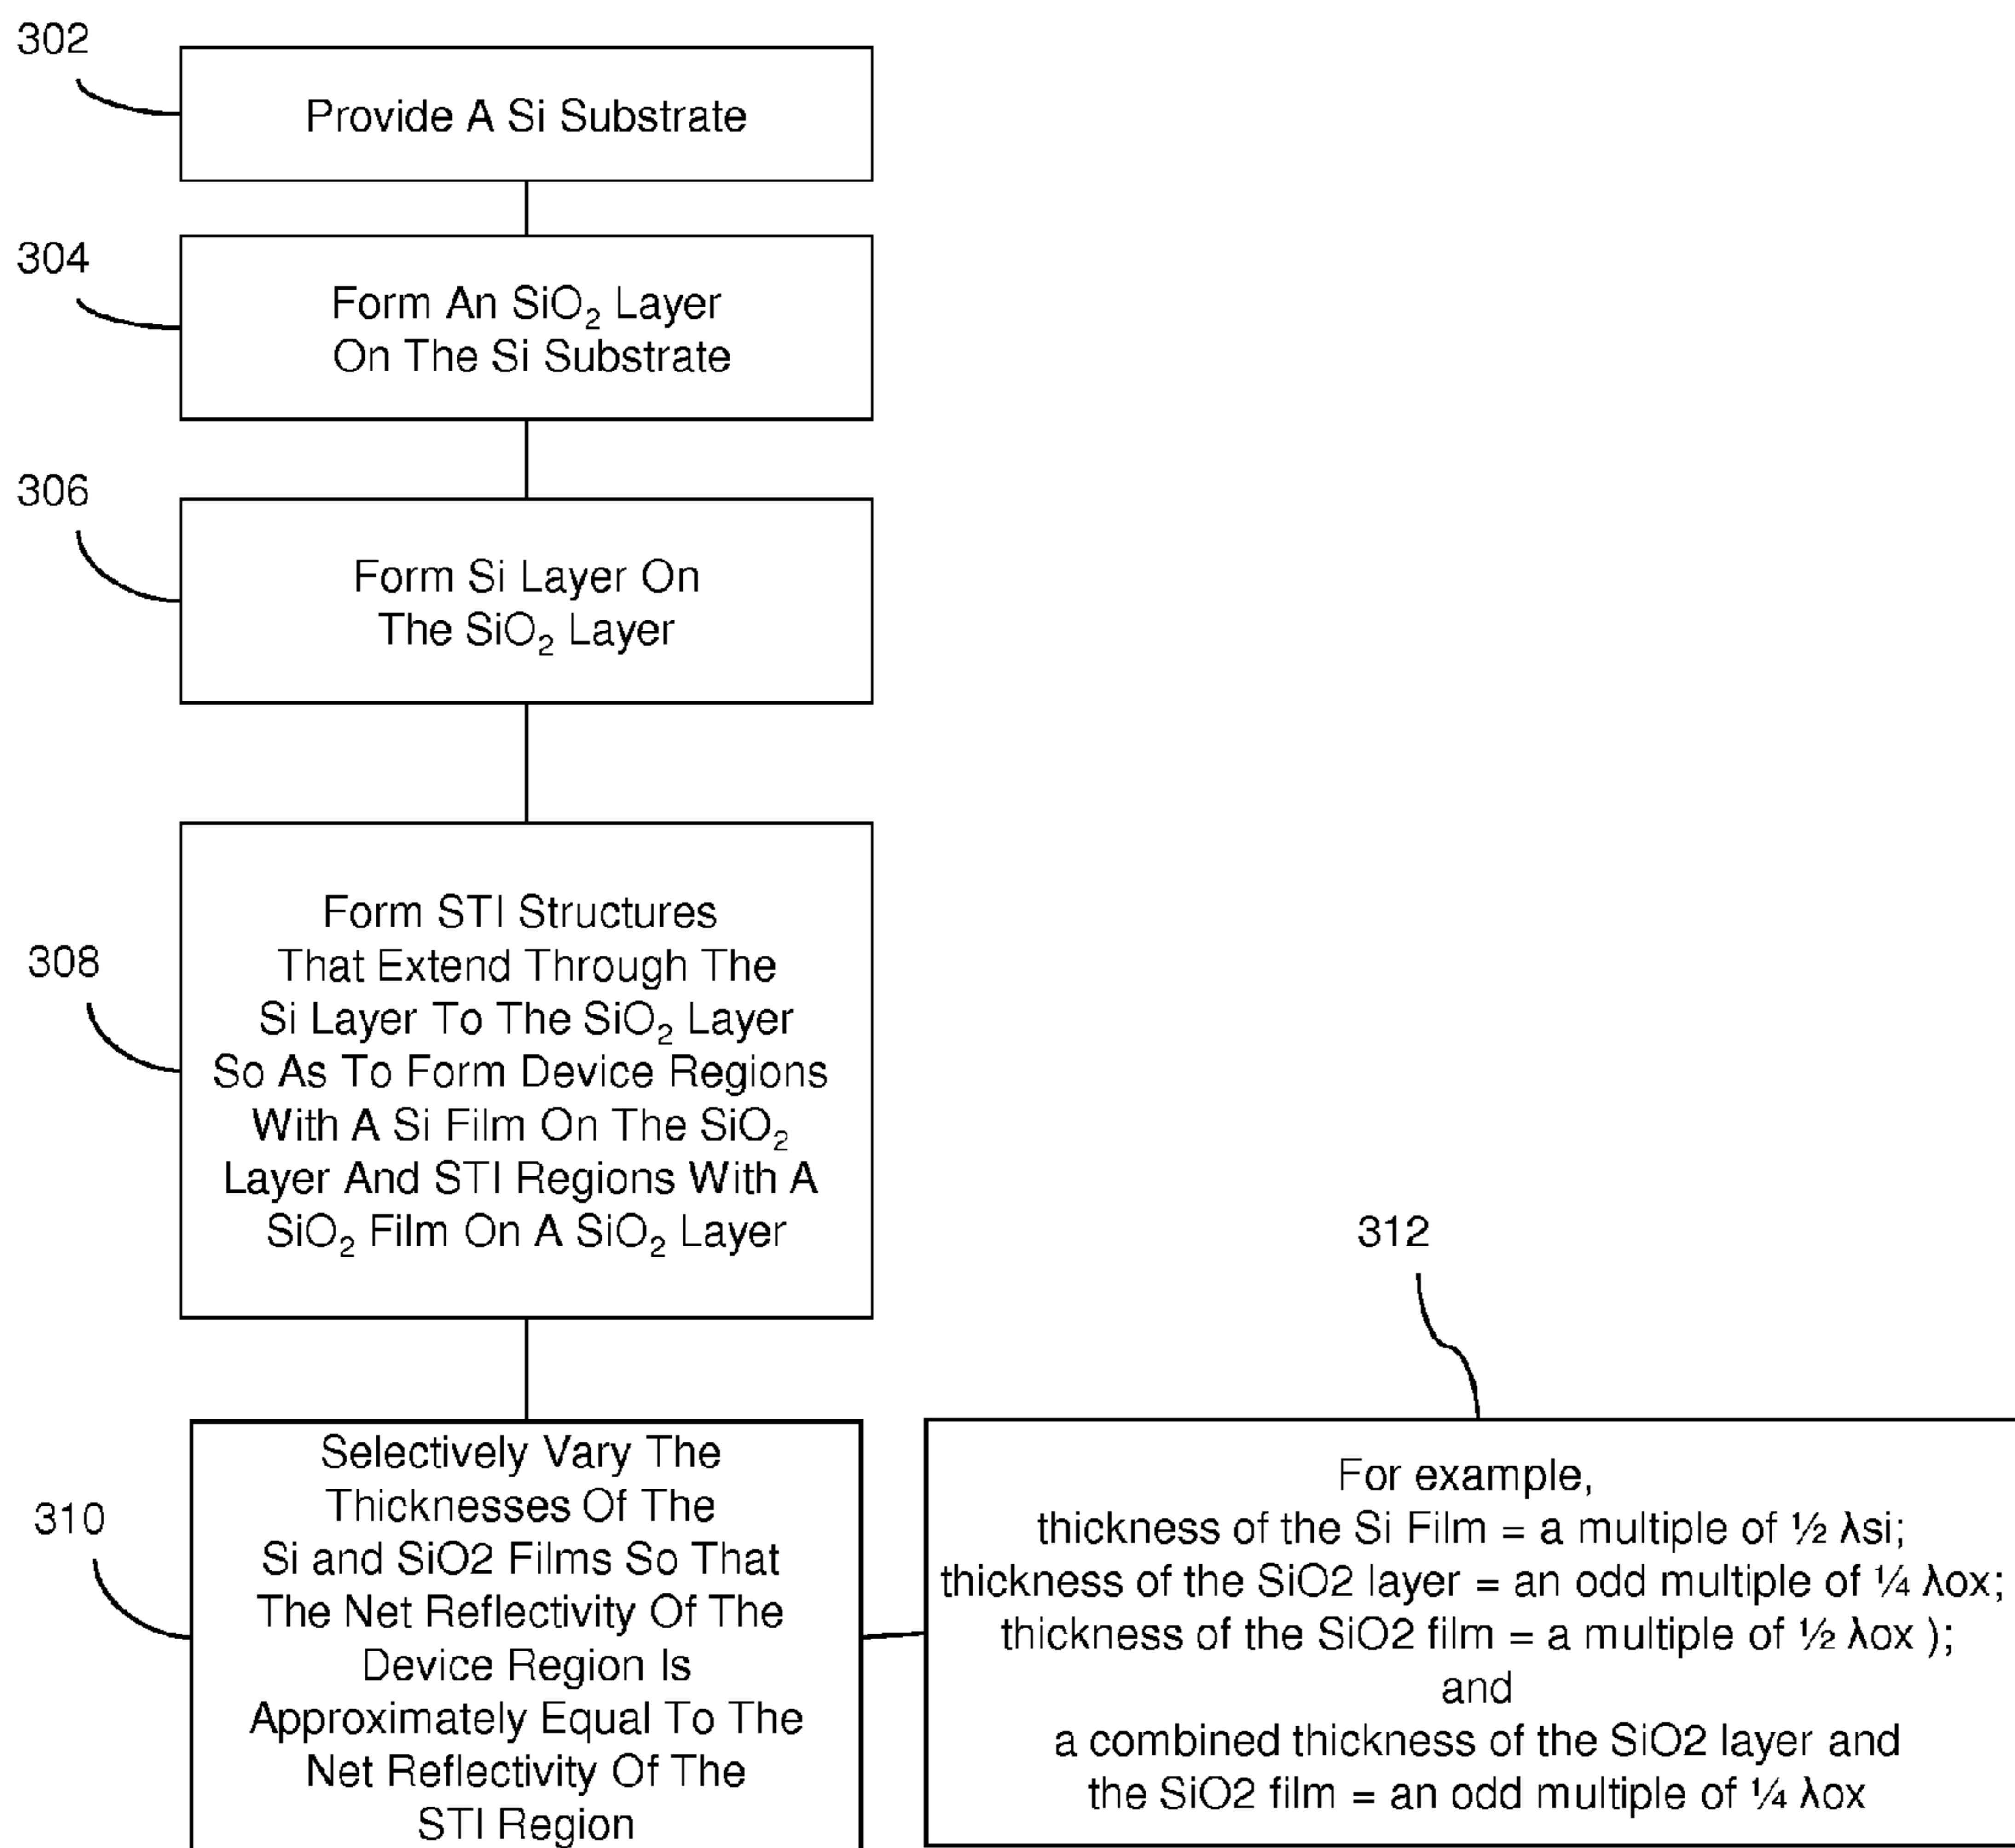 302
Provide A Si Substrate
304
Form An SiO₂ Layer
On The Si Substrate
306
Form Si Layer On
The SiO₂ Layer
308
Form STI Structures
That Extend Through The
Si Layer To The SiO₂ Layer
So As To Form Device Regions
With A Si Film On The SiO₂
Layer And STI Regions With A
SiO₂ Film On A SiO₂ Layer
310
Selectively Vary The
Thicknesses Of The
Si and SiO2 Films So That
The Net Reflectivity Of The
Device Region Is
Approximately Equal To The
Net Reflectivity Of The
STI Region
312
For example,
thickness of the Si Film = a multiple of ½ λsi;
thickness of the SiO2 layer = an odd multiple of ¼ λox;
thickness of the SiO2 film = a multiple of ½ λox );
and
a combined thickness of the SiO2 layer and
the SiO2 film = an odd multiple of ¼ λox